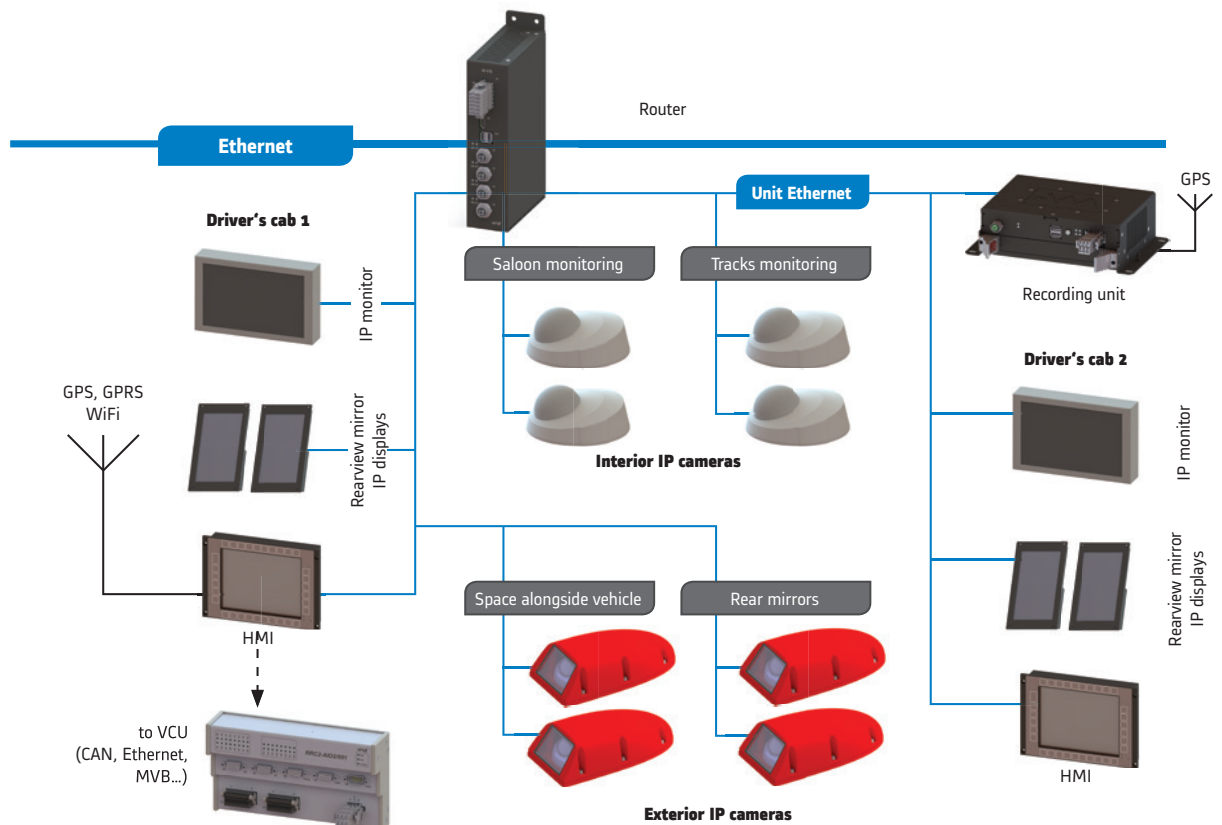 Router
Ethernet
Unit Ethernet
GPS
Driver's cab 1
Saloon monitoring
Tracks monitoring
IP monitor
Recording unit
Driver's cab 2
GPS, GPRS
WiFi
Rearview mirror
IP displays
Interior IP cameras
IP monitor
Space alongside vehicle
Rear mirrors
Rearview mirror
IP displays
HMI
to VCU
(CAN, Ethernet,
MVB...)
HMI
Exterior IP cameras